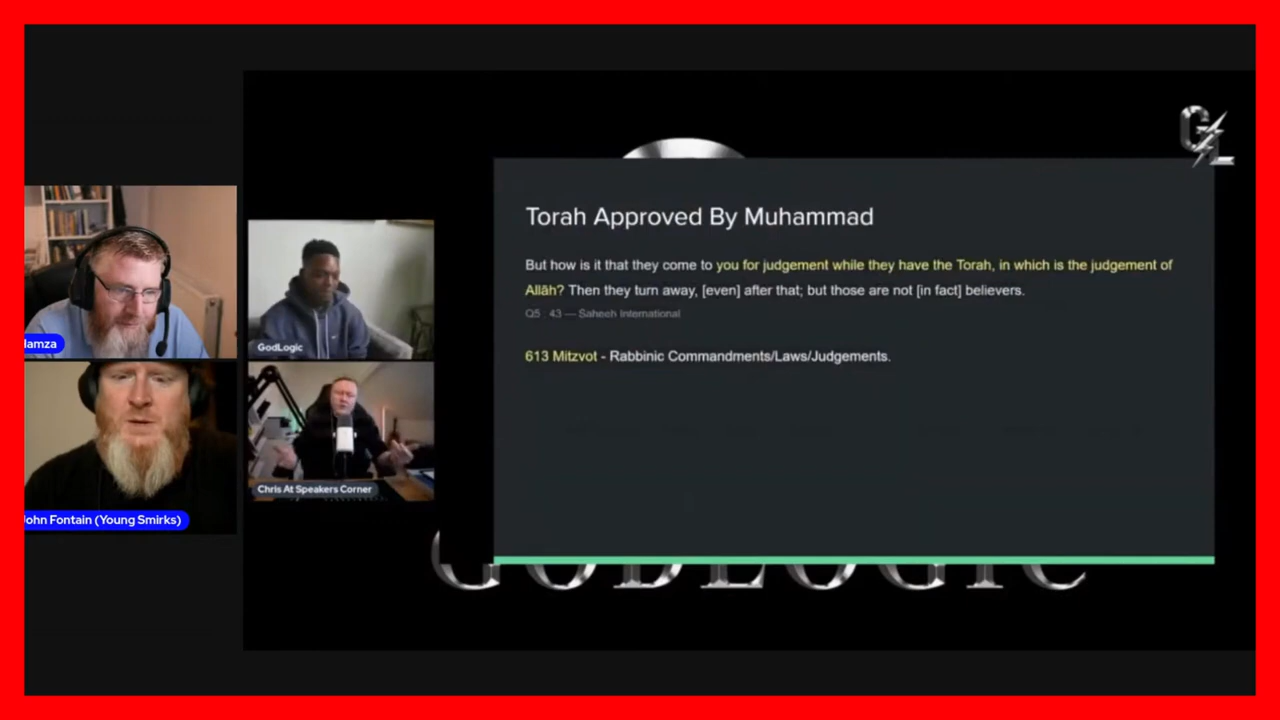 Torah Approved By Muhammad
But how is it that they come to you for judgement while they have the Torah, in which is the judgement of
Allāh? Then they turn away, [even] after that; but those are not [in fact] believers.
Q5 : 43 — Saheeh International
613 Mitzvot - Rabbinic Commandments/Laws/Judgements.
amza
John Fontain (Young Smirks)
GodLogic
Chris At Speakers Corner
GL
GODLOGIC